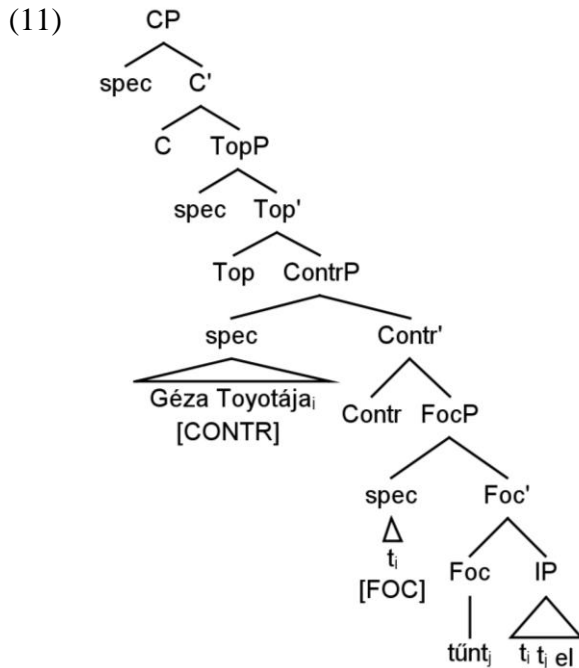 (11)
CP
spec C'
C TopP
spec Top'
Top ContrP
spec Contr'
Géza Toyotájaᵢ Contr FocP
[CONTR]
spec Foc'
tᵢ Foc IP
[FOC]
tűntⱼ tᵢ tⱼ el